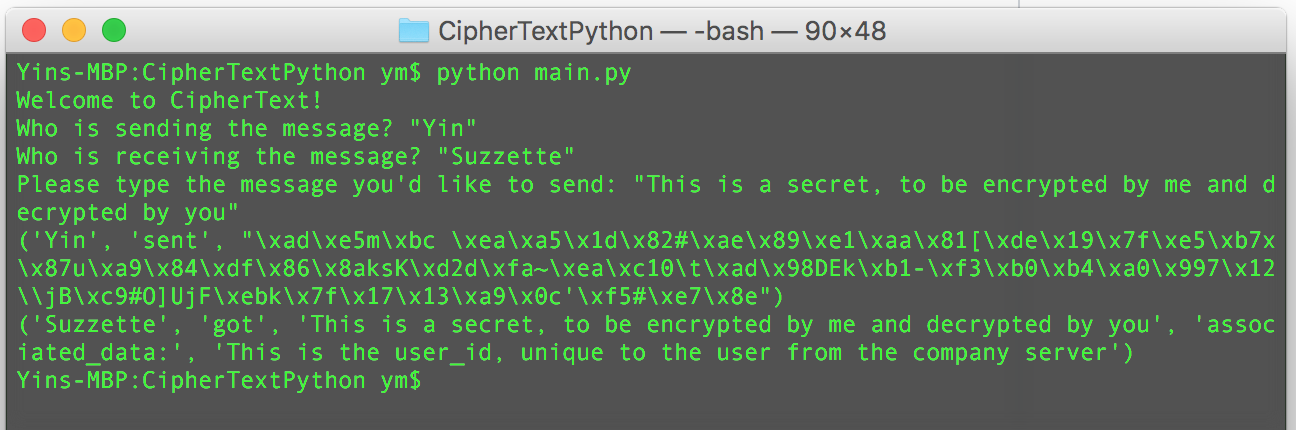 CipherTextPython — -bash — 90×48
Yins-MBP:CipherTextPython ym$ python main.py
Welcome to CipherText!
Who is sending the message? "Yin"
Who is receiving the message? "Suzzette"
Please type the message you'd like to send: "This is a secret, to be encrypted by me and d
ecrypted by you"
('Yin', 'sent', "\xad\xe5m\xbc \xea\xa5\x1d\x82#\xae\x89\xe1\xaa\x81[\xde\x19\x7f\xe5\xb7x
\x87u\xa9\x84\xdf\x86\x8aksK\xd2d\xfa~\xea\xc10\t\xad\x98DEk\xb1-\xf3\xb0\xb4\xa0\x997\x12
\\jB\xc9#O]UjF\xebk\x7f\x17\x13\xa9\x0c'\xf5#\xe7\x8e")
('Suzzette', 'got', 'This is a secret, to be encrypted by me and decrypted by you', 'assoc
iated_data:', 'This is the user_id, unique to the user from the company server')
Yins-MBP:CipherTextPython ym$